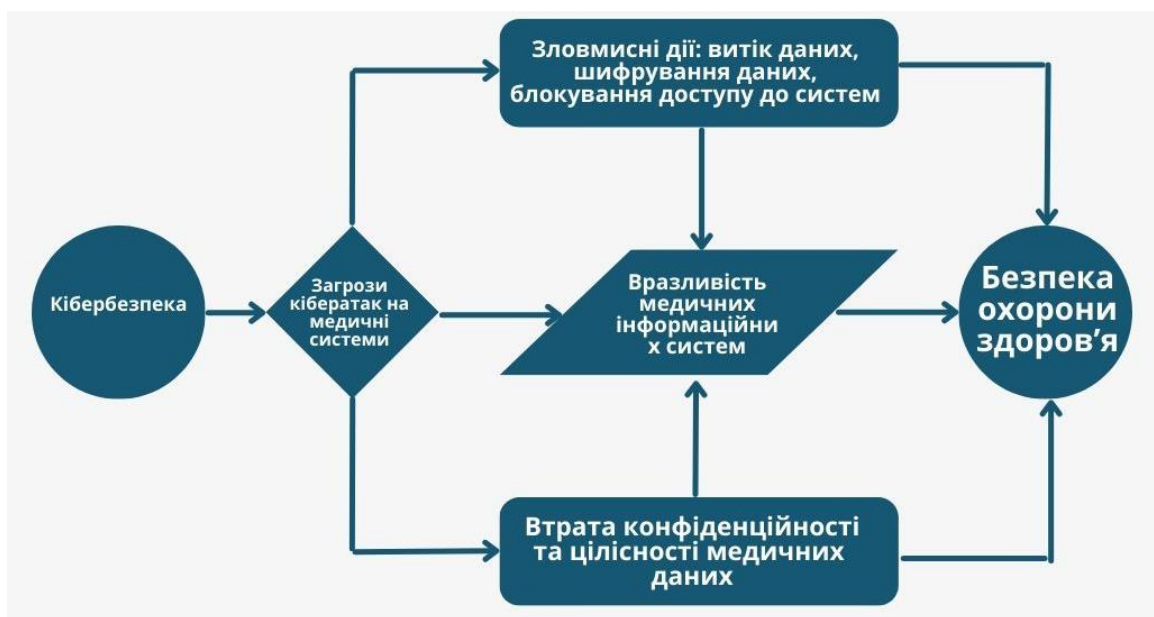 Зловмисні дії: витік даних,
шифрування даних,
блокування доступу до систем
Кібербезпека
Загрози
кібератак на
медичні
системи
Вразливість
медичних
інформаційни
х систем
Безпека
охорони
здоров’я
Втрата конфіденційності
та цілісності медичних
даних